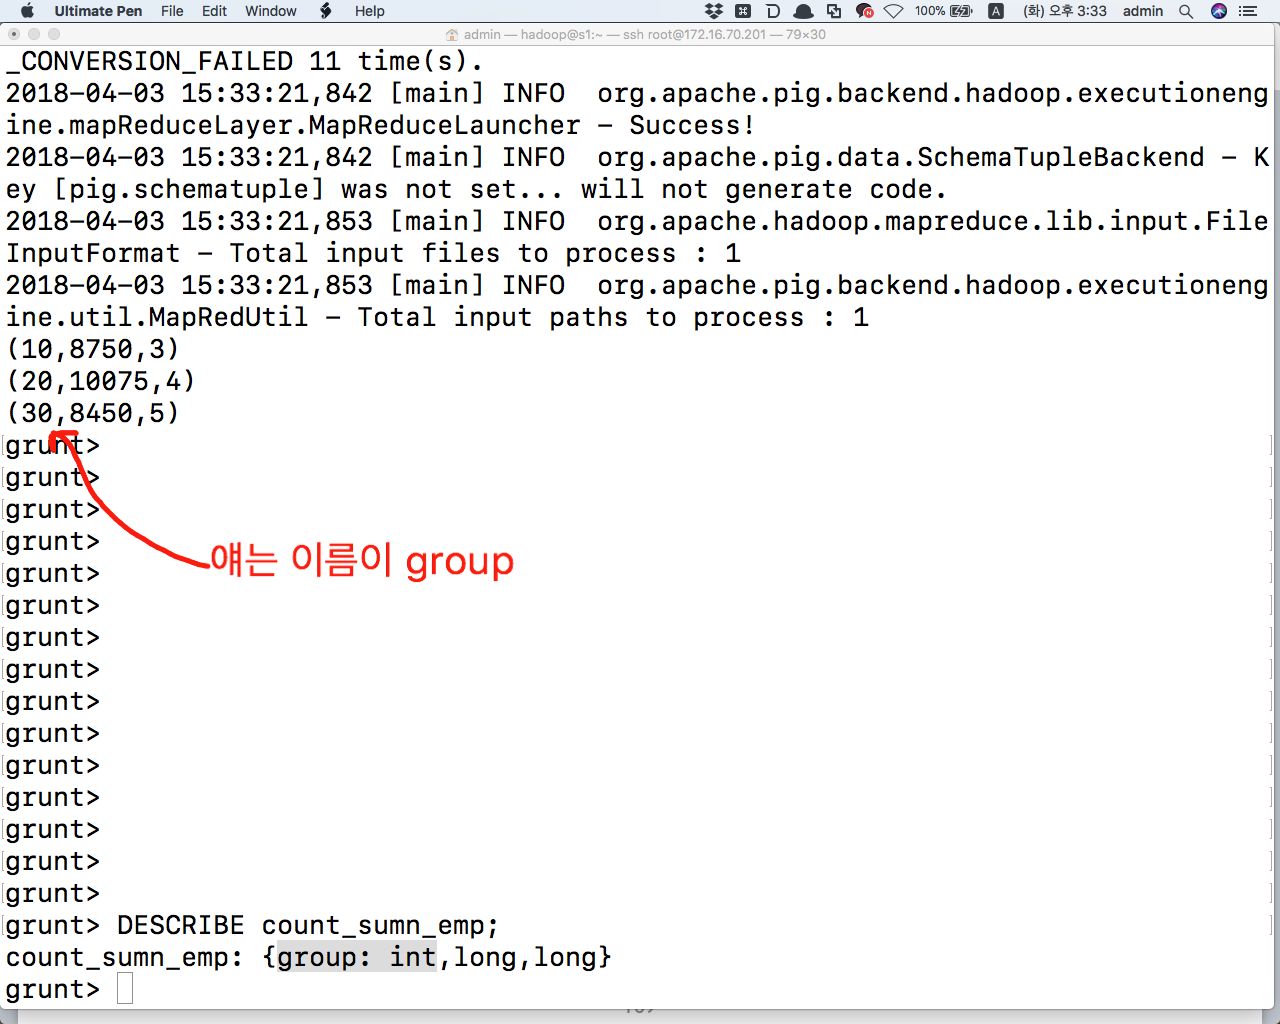 Ultimate Pen File Edit Window Help 100% A (화) 오후 3:33 admin
admin — hadoop@s1:~ — ssh root@172.16.70.201 — 79×30
_CONVERSION_FAILED 11 time(s).
2018-04-03 15:33:21,842 [main] INFO  org.apache.pig.backend.hadoop.executioneng
ine.mapReduceLayer.MapReduceLauncher - Success!
2018-04-03 15:33:21,842 [main] INFO  org.apache.pig.data.SchemaTupleBackend - K
ey [pig.schematuple] was not set... will not generate code.
2018-04-03 15:33:21,853 [main] INFO  org.apache.hadoop.mapreduce.lib.input.File
InputFormat - Total input files to process : 1
2018-04-03 15:33:21,853 [main] INFO  org.apache.pig.backend.hadoop.executioneng
ine.util.MapRedUtil - Total input paths to process : 1
(10,8750,3)
(20,10075,4)
(30,8450,5)
grunt>
grunt>
grunt>
grunt>
얘는 이름이 group
grunt>
grunt>
grunt>
grunt>
grunt>
grunt>
grunt>
grunt>
grunt>
grunt>
grunt>
grunt> DESCRIBE count_sumn_emp;
count_sumn_emp: {group: int,long,long}
grunt>